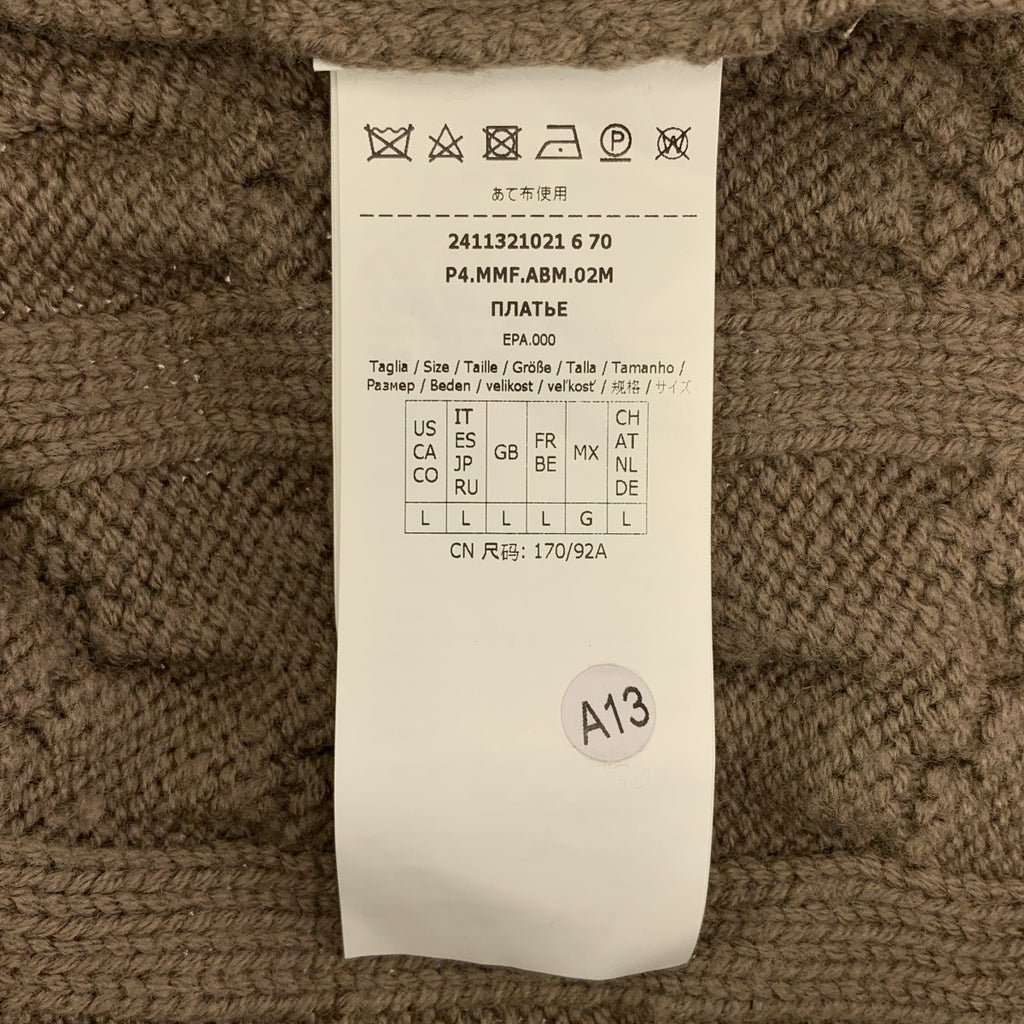 P W
あて布使用
2411321021 6 70
P4.MMF.ABM.02M
ПЛАТЬЕ
EPA.000
Taglia / Size / Taille / Größe / Talla / Tamanho /
Размер / Beden / velikost / veľkosť / 规格 / サイズ
US CA CO IT ES JP RU GB FR BE MX CH AT NL DE
L L L L G L
CN 尺码: 170/92A
A13